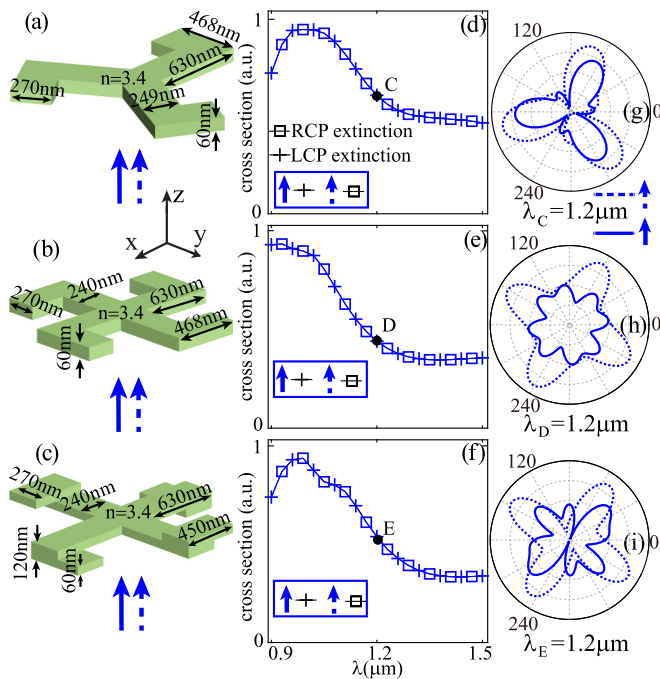 (a)
468nm
n=3.4
630nm
270nm
249nm
60nm
z
x
y
(b)
240nm
270nm
n=3.4
630nm
468nm
60nm
(c)
270nm
240nm
n=3.4
630nm
450nm
120nm
60nm
cross section (a.u.)
1
0
(d)
C
RCP extinction
LCP extinction
cross section (a.u.)
1
0
(e)
D
cross section (a.u.)
1
0
(f)
E
0.9
1.2
1.5
λ(μm)
120
(g)
0
240
λC=1.2μm
120
(h)
0
240
λD=1.2μm
120
(i)
0
240
λE=1.2μm